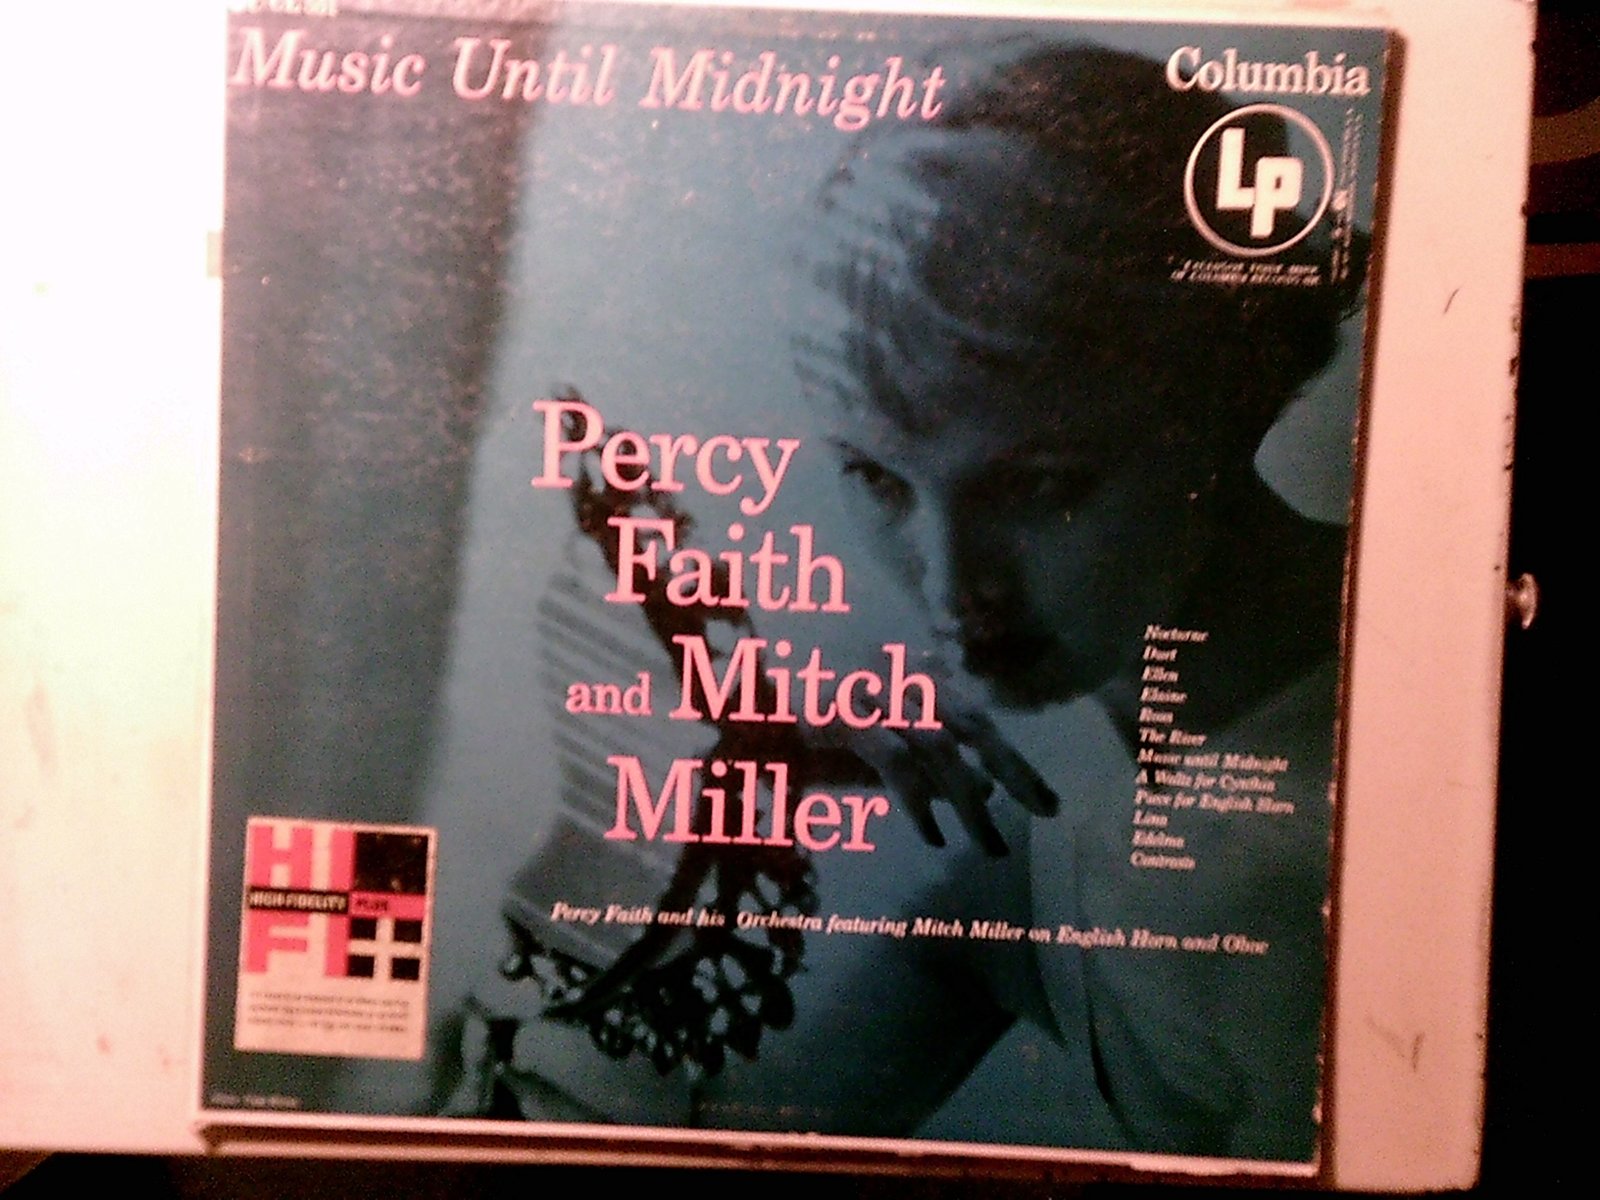 Music Until Midnight
Columbia
Lp
Percy
Faith
and Mitch
Miller
Nocturne
Duet
Ellen
Elaine
The River
Music until Midnight
A Waltz for Cynthia
Piece for English Horn
Lisa
Edelma
Contrasts
Percy Faith and his Orchestra featuring Mitch Miller on English Horn and Oboe
HI
HIGH-FIDELITY PLUS
FI